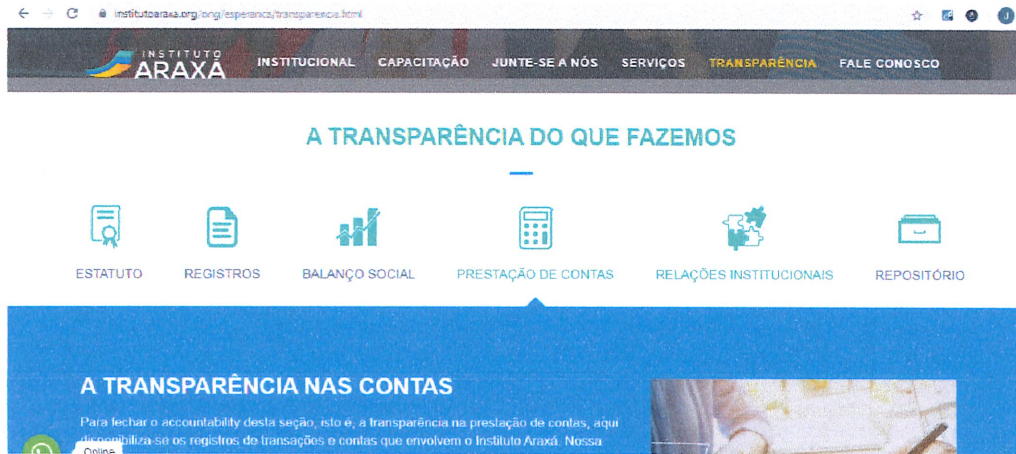 institutoaraxa.org/ong/esperanca/transparencia.html
J
INSTITUTO
ARAXÁ
INSTITUCIONAL CAPACITAÇÃO JUNTE-SE A NÓS SERVIÇOS TRANSPARÊNCIA FALE CONOSCO
A TRANSPARÊNCIA DO QUE FAZEMOS
ESTATUTO REGISTROS BALANÇO SOCIAL PRESTAÇÃO DE CONTAS RELAÇÕES INSTITUCIONAIS REPOSITÓRIO
A TRANSPARÊNCIA NAS CONTAS
Para fechar o accountability desta seção, isto é, a transparência na prestação de contas, aqui
disponibiliza-se os registros de transações e contas que envolvem o Instituto Araxá. Nossa
Online